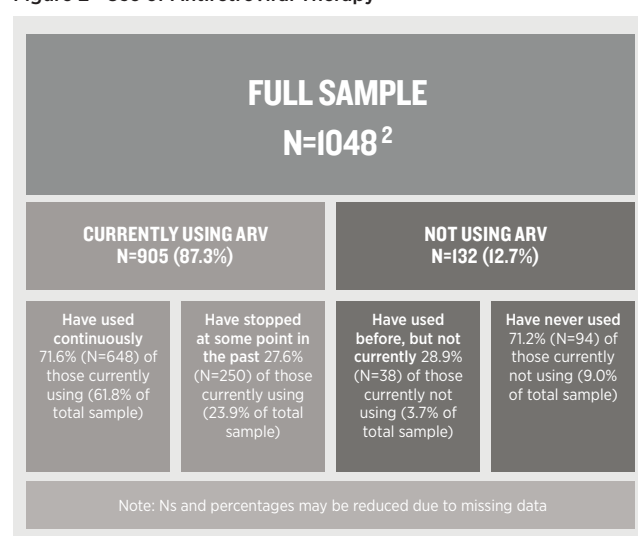 Figure 2 - Use of Antiretroviral Therapy
FULL SAMPLE
N=1048 2
CURRENTLY USING ARV
N=905 (87.3%)
NOT USING ARV
N=132 (12.7%)
Have used
continuously
71.6% (N=648) of
those currently
using (61.8% of
total sample)
Have stopped
at some point in
the past 27.6%
(N=250) of those
currently using
(23.9% of total
sample)
Have used
before, but not
currently 28.9%
(N=38) of those
currently not
using (3.7% of
total sample)
Have never used
71.2% (N=94) of
those currently
not using (9.0%
of total sample)
Note: Ns and percentages may be reduced due to missing data